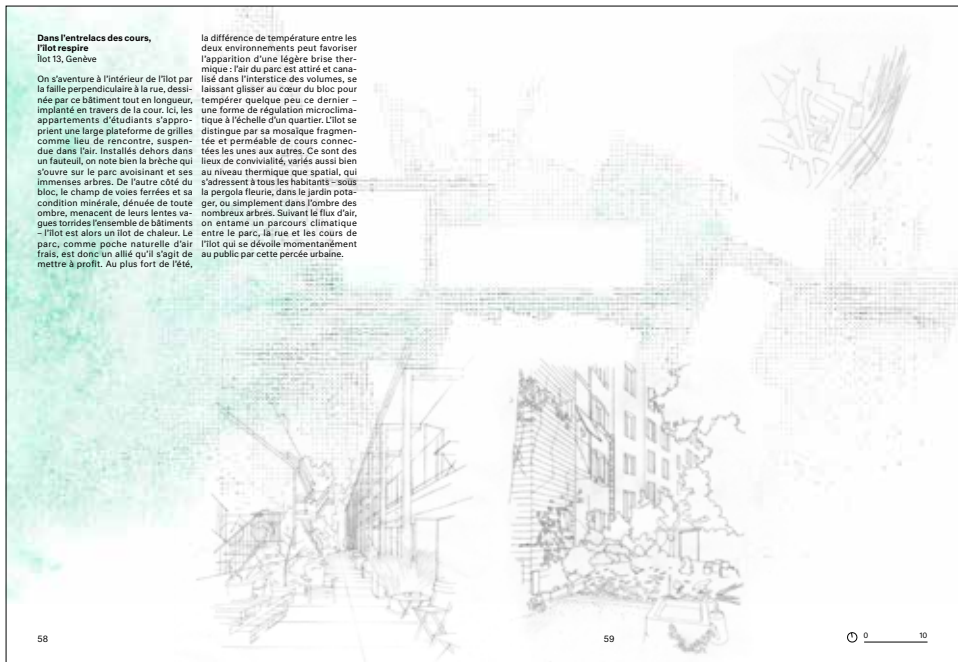 Dans l'entrelacs des cours,
l'îlot respire
Îlot 13, Genève
On s'aventure à l'intérieur de l'îlot par
la faille perpendiculaire à la rue, dessi-
née par ce bâtiment tout en longueur,
implanté en travers de la cour. Ici, les
appartements d'étudiants s'appro-
prient une large plateforme de grilles
comme lieu de rencontre, suspen-
due dans l'air. Installés dehors dans
un fauteuil, on note bien la brèche qui
s'ouvre sur le parc avoisinant et ses
immenses arbres. De l'autre côté du
bloc, le champ de voies ferrées et sa
condition minérale, dénuée de toute
ombre, menacent de leurs lentes va-
gues torrides l'ensemble de bâtiments
– l'îlot est alors un îlot de chaleur. Le
parc, comme poche naturelle d'air
frais, est donc un allié qu'il s'agit de
mettre à profit. Au plus fort de l'été,
la différence de température entre les
deux environnements peut favoriser
l'apparition d'une légère brise ther-
mique : l'air du parc est attiré et cana-
lisé dans l'interstice des volumes, se
laissant glisser au cœur du bloc pour
tempérer quelque peu ce dernier –
une forme de régulation microclima-
tique à l'échelle d'un quartier. L'îlot se
distingue par sa mosaïque fragmen-
tée et perméable de cours connec-
tées les unes aux autres. Ce sont des
lieux de convivialité, variés aussi bien
au niveau thermique que spatial, qui
s'adressent à tous les habitants – sous
la pergola fleurie, dans le jardin pota-
ger, ou simplement dans l'ombre des
nombreux arbres. Suivant le flux d'air,
on entame un parcours climatique
entre le parc, la rue et les cours de
l'îlot qui se dévoile momentanément
au public par cette percée urbaine.
58
59
0 10